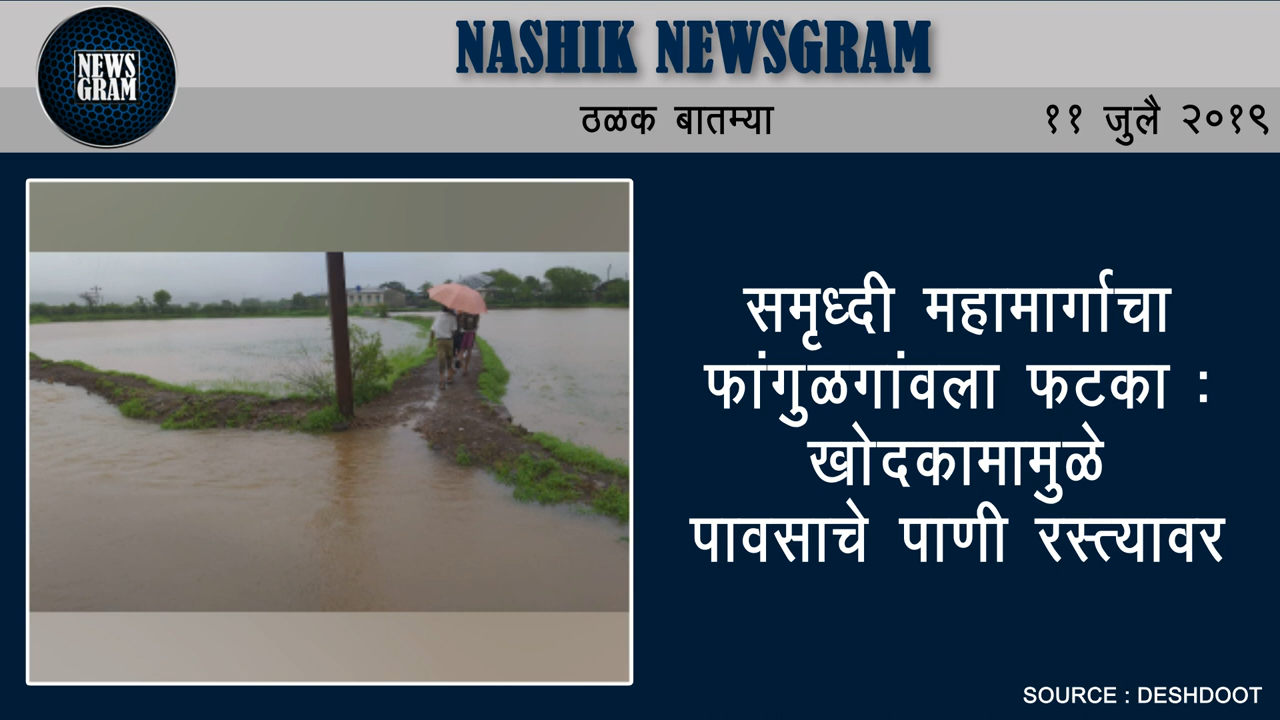 NEWS
GRAM
NASHIK NEWSGRAM
ठळक बातम्या
११ जुलै २०१९
समृध्दी महामार्गाचा
फांगुळगांवला फटका :
खोदकामामुळे
पावसाचे पाणी रस्त्यावर
SOURCE : DESHDOOT